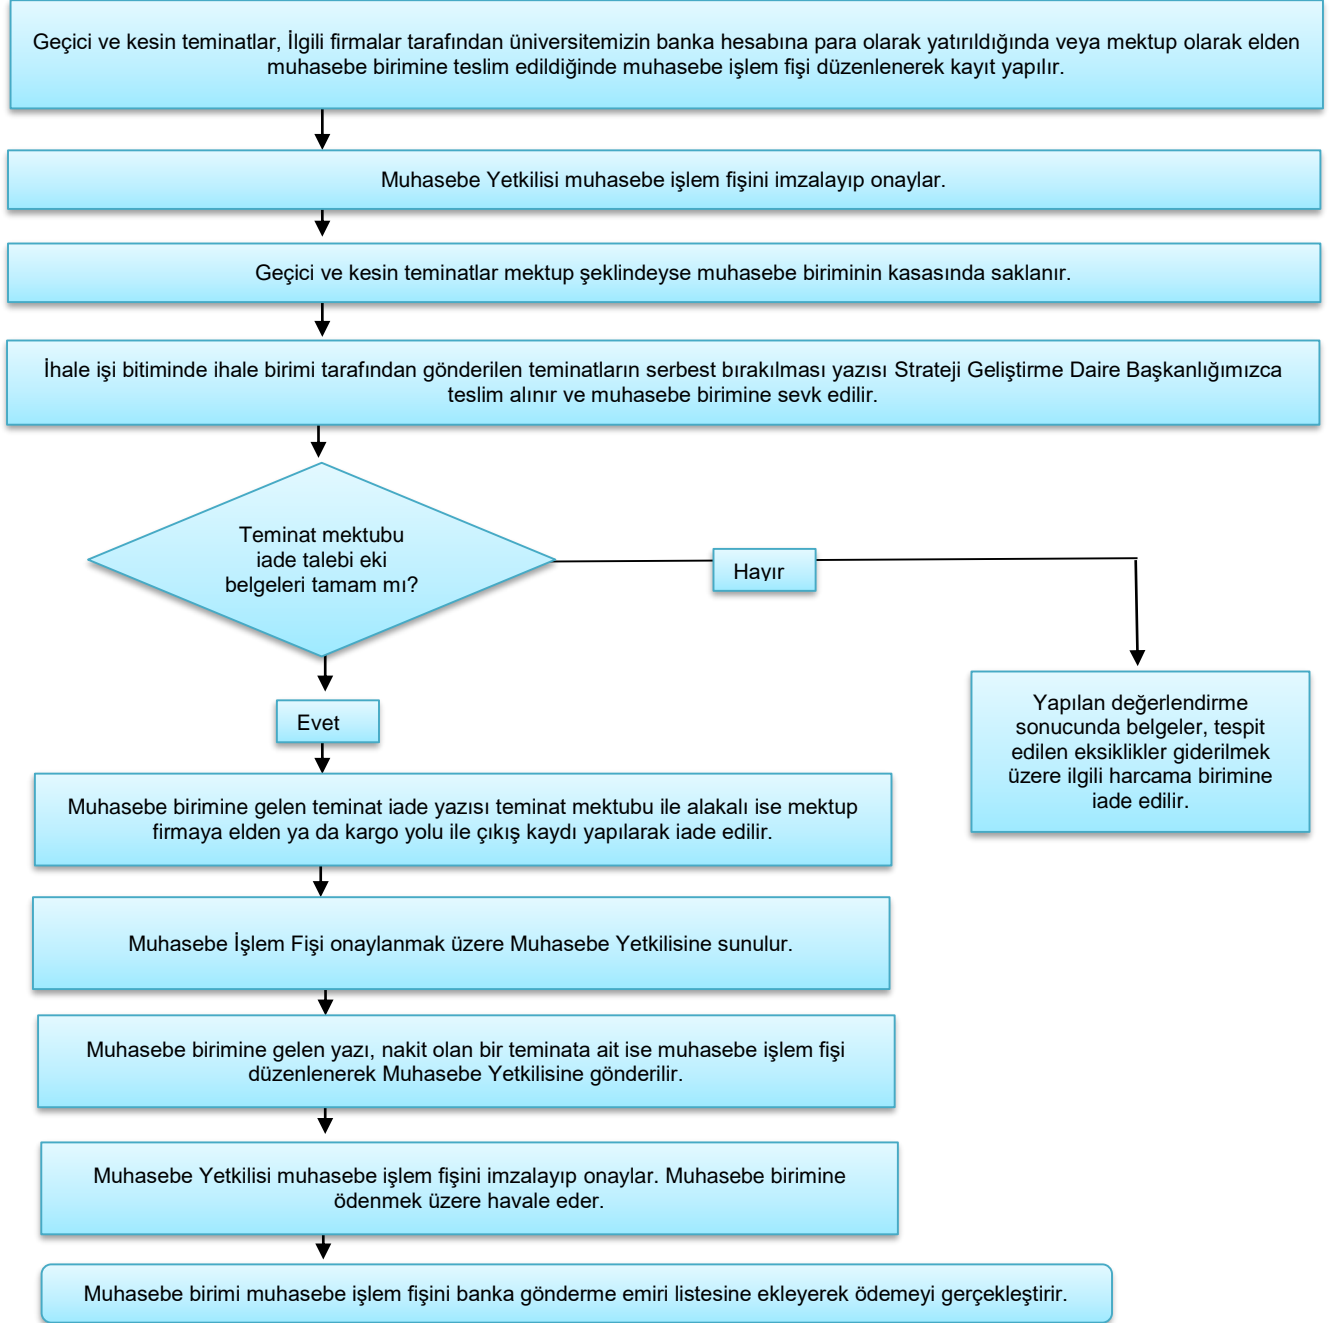 Geçici ve kesin teminatlar, İlgili firmalar tarafından üniversitemizin banka hesabına para olarak yatırıldığında veya mektup olarak elden
muhasebe birimine teslim edildiğinde muhasebe işlem fişi düzenlenerek kayıt yapılır.
Muhasebe Yetkilisi muhasebe işlem fişini imzalayıp onaylar.
Geçici ve kesin teminatlar mektup şeklindeyse muhasebe biriminin kasasında saklanır.
İhale işi bitiminde ihale birimi tarafından gönderilen teminatların serbest bırakılması yazısı Strateji Geliştirme Daire Başkanlığımızca
teslim alınır ve muhasebe birimine sevk edilir.
Teminat mektubu
iade talebi eki
belgeleri tamam mı?
Hayır
Evet
Yapılan değerlendirme
sonucunda belgeler, tespit
edilen eksiklikler giderilmek
üzere ilgili harcama birimine
iade edilir.
Muhasebe birimine gelen teminat iade yazısı teminat mektubu ile alakalı ise mektup
firmaya elden ya da kargo yolu ile çıkış kaydı yapılarak iade edilir.
Muhasebe İşlem Fişi onaylanmak üzere Muhasebe Yetkilisine sunulur.
Muhasebe birimine gelen yazı, nakit olan bir teminata ait ise muhasebe işlem fişi
düzenlenerek Muhasebe Yetkilisine gönderilir.
Muhasebe Yetkilisi muhasebe işlem fişini imzalayıp onaylar. Muhasebe birimine
ödenmek üzere havale eder.
Muhasebe birimi muhasebe işlem fişini banka gönderme emiri listesine ekleyerek ödemeyi gerçekleştirir.